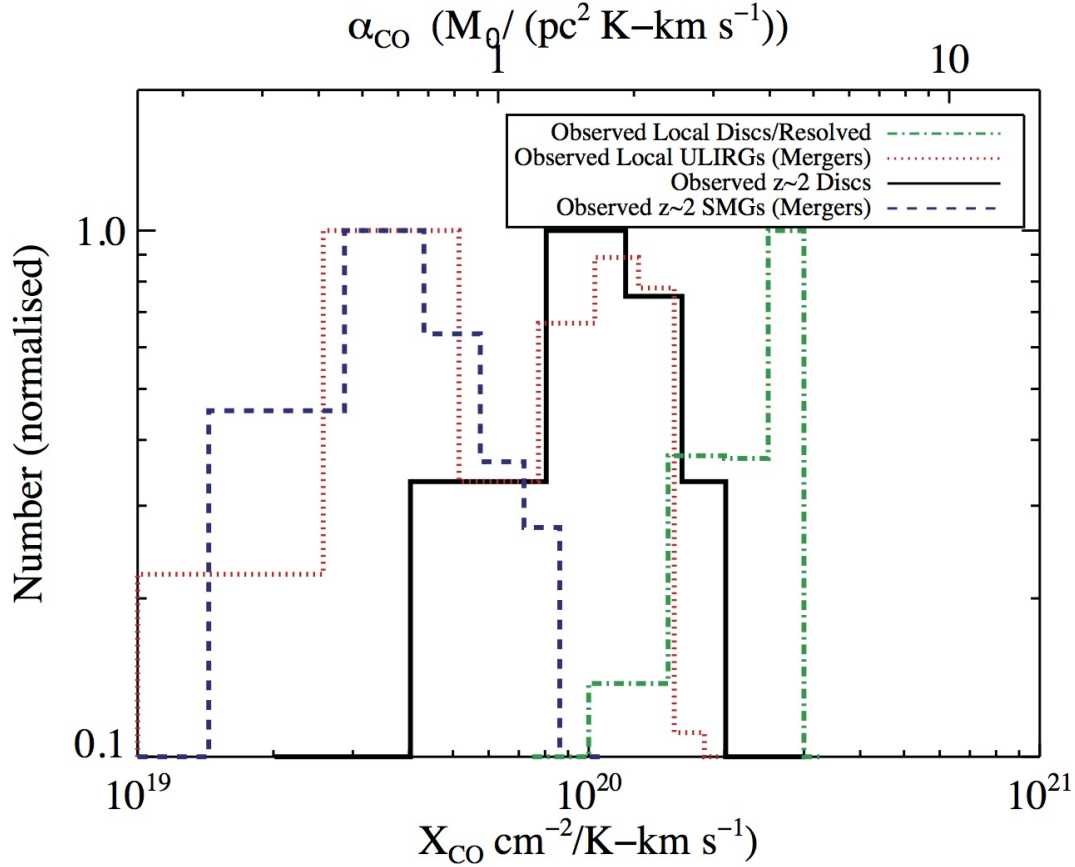 α_CO (M_0/ (pc² K–km s⁻¹))
1 10
Observed Local Discs/Resolved
Observed Local ULIRGs (Mergers)
Observed z~2 Discs
Observed z~2 SMGs (Mergers)
1.0
Number (normalised)
0.1
10¹⁹ 10²⁰ 10²¹
X_CO cm⁻²/K–km s⁻¹)